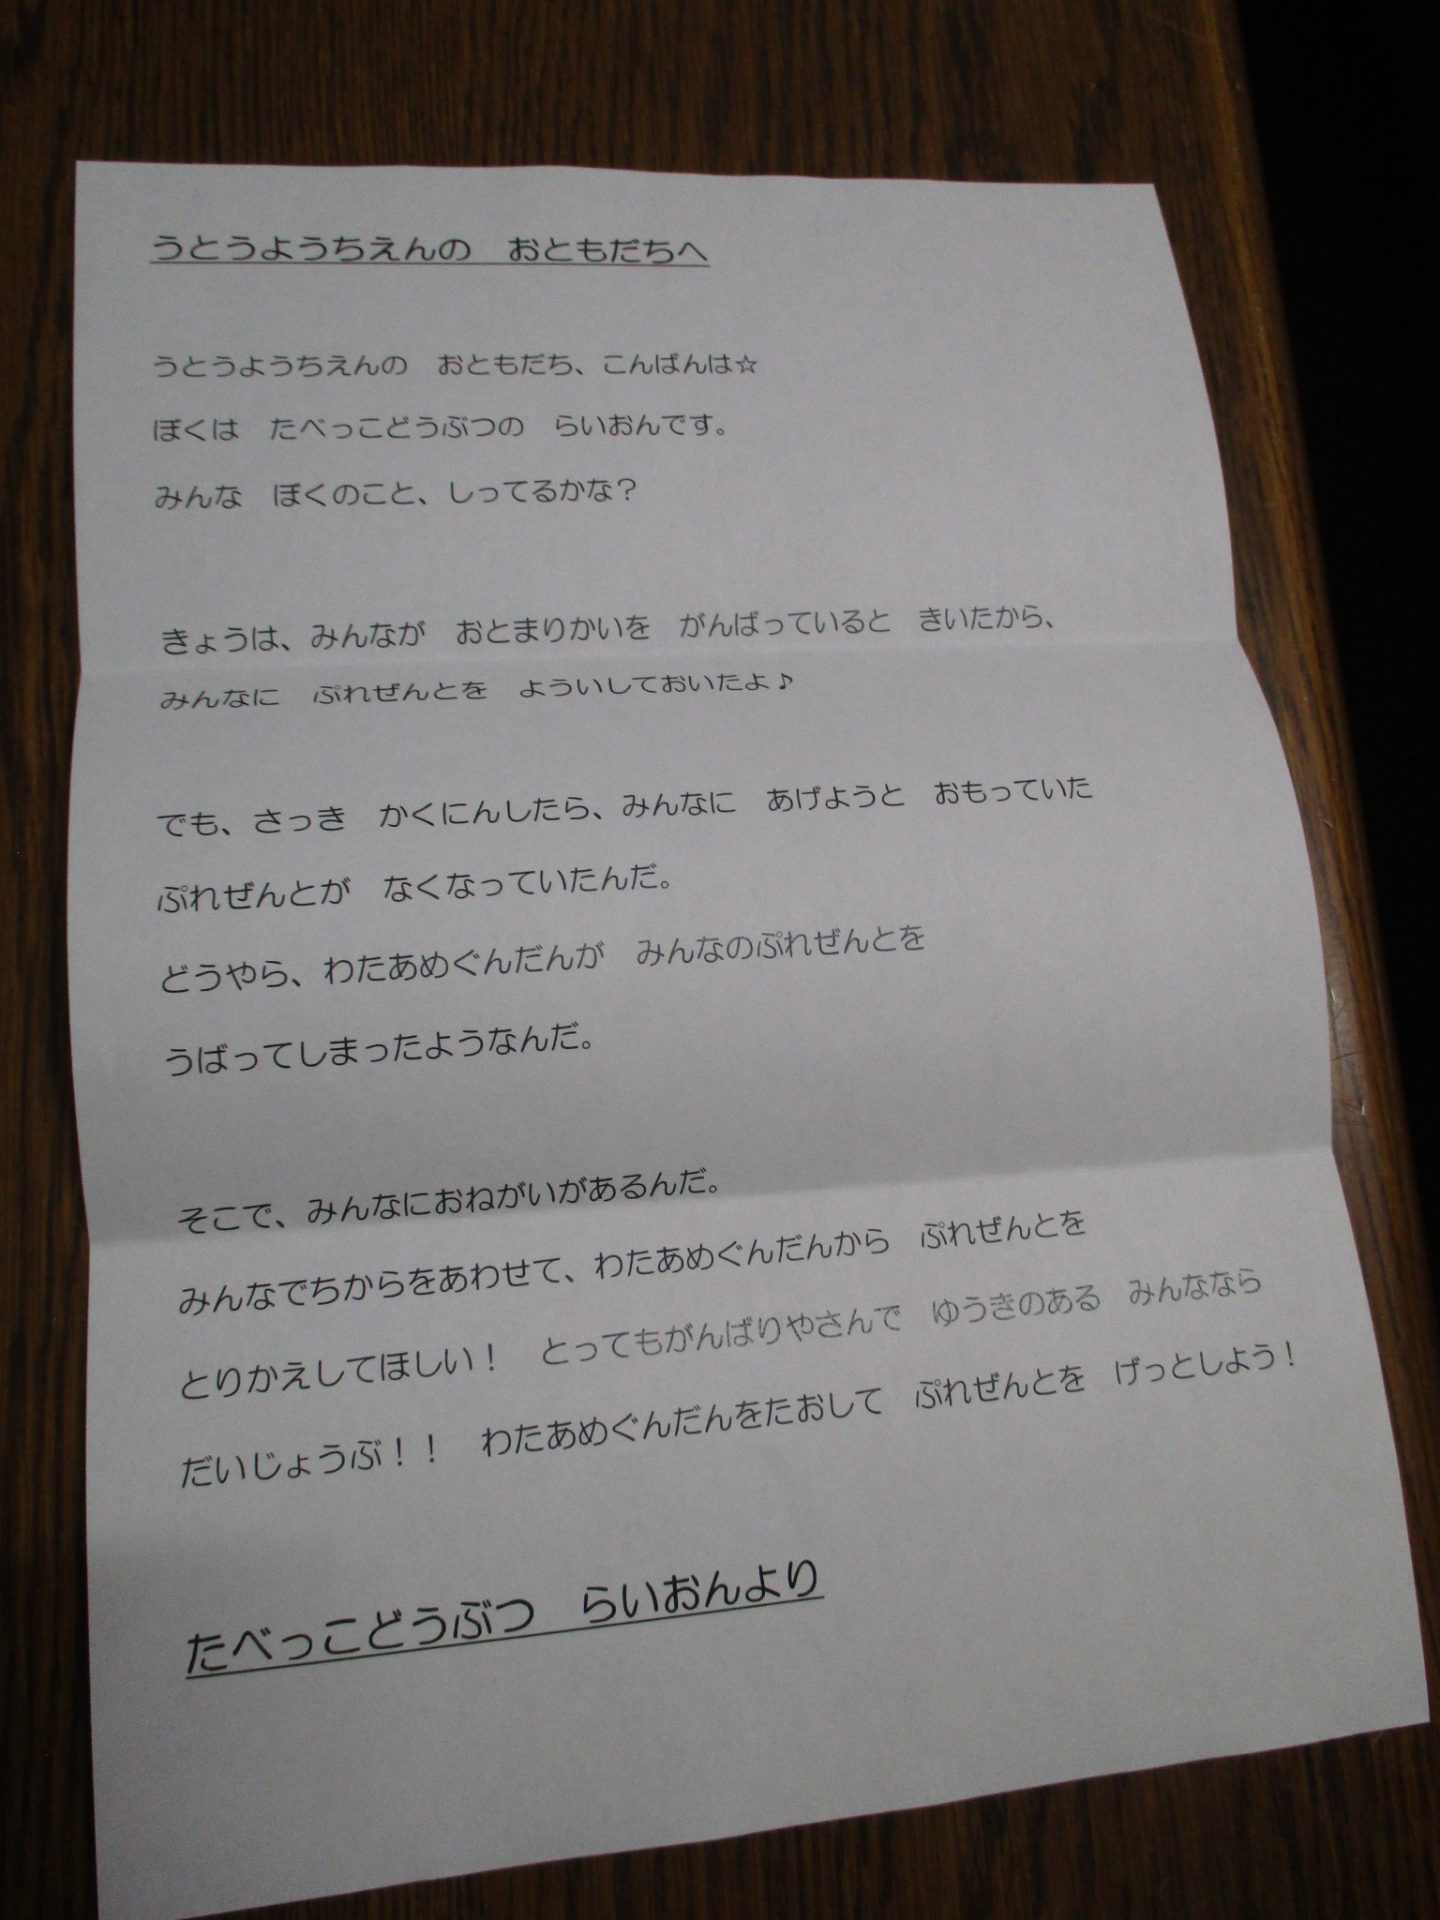 うとうようちえんの　おともだちへ
うとうようちえんの　おともだち、こんばんは☆
ぼくは　たべっこどうぶつの　らいおんです。
みんな　ぼくのこと、しってるかな？
きょうは、みんなが　おとまりかいを　がんばっていると　きいたから、
みんなに　ぷれぜんとを　よういしておいたよ♪
でも、さっき　かくにんしたら、みんなに　あげようと　おもっていた
ぷれぜんとが　なくなっていたんだ。
どうやら、わたあめぐんだんが　みんなのぷれぜんとを
うばってしまったようなんだ。
そこで、みんなにおねがいがあるんだ。
みんなでちからをあわせて、わたあめぐんだんから　ぷれぜんとを
とりかえしてほしい！　とってもがんばりやさんで　ゆうきのある　みんななら
だいじょうぶ！！　わたあめぐんだんをたおして　ぷれぜんとを　げっとしよう！
たべっこどうぶつ　らいおんより